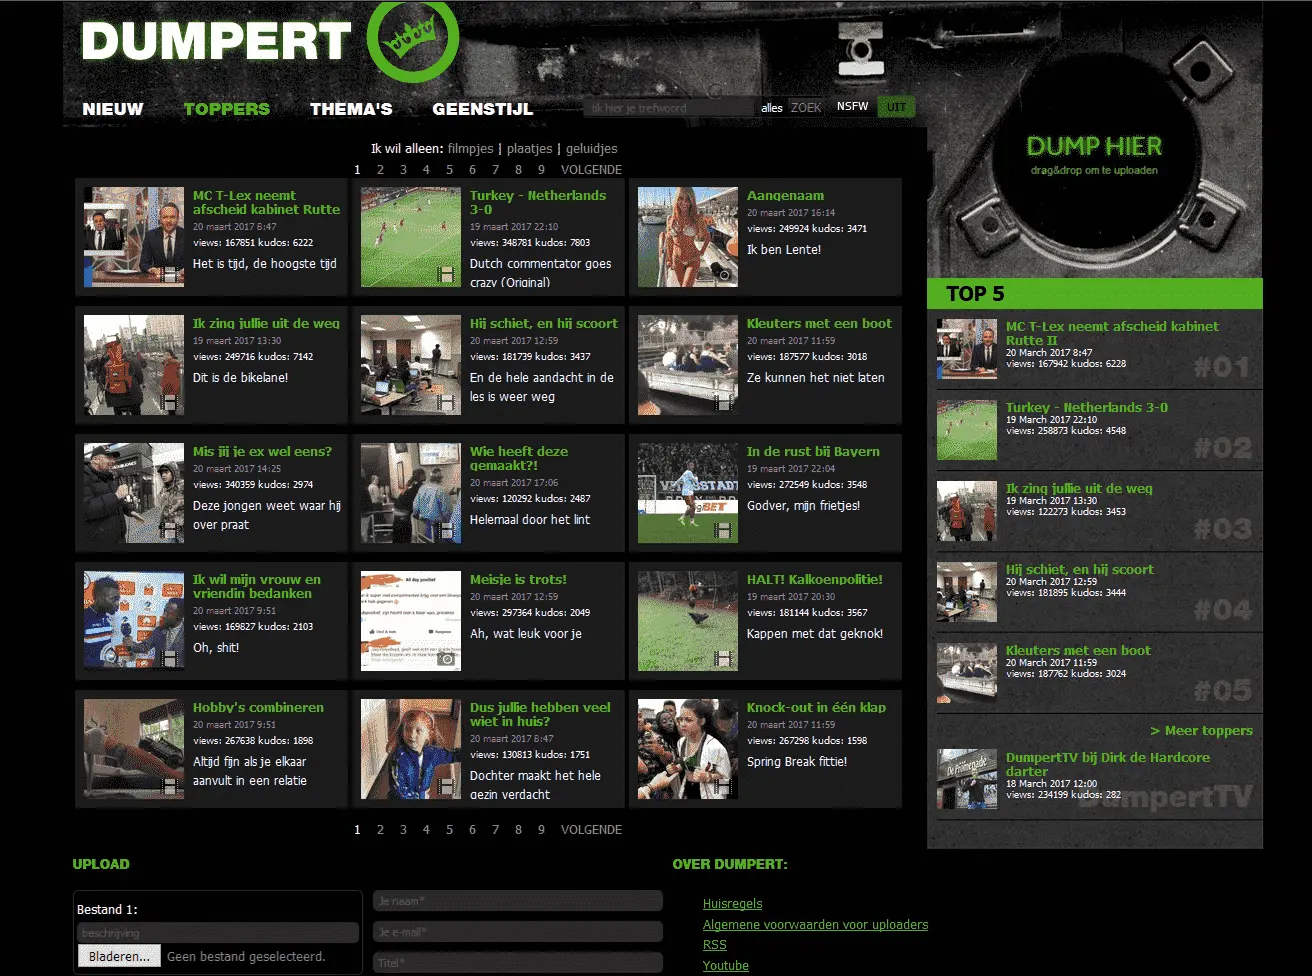 DUMPERT
NIEUW TOPPERS THEMA'S GEENSTIJL
tik hier je trefwoord alles ZOEK NSFW UIT
DUMP HIER
drag&drop om te uploaden
Ik wil alleen: filmpjes | plaatjes | geluidjes
1 2 3 4 5 6 7 8 9 VOLGENDE
MC T-Lex neemt
afscheid kabinet Rutte
20 maart 2017 8:47
views: 167851 kudos: 6222
Het is tijd, de hoogste tijd
Turkey - Netherlands
3-0
19 maart 2017 22:10
views: 348781 kudos: 7803
Dutch commentator goes
crazy (Original)
Aangenaam
20 maart 2017 16:14
views: 249924 kudos: 3471
Ik ben Lente!
Ik zing jullie uit de weg
19 maart 2017 13:30
views: 249716 kudos: 7142
Dit is de bikelane!
Hij schiet, en hij scoort
20 maart 2017 12:59
views: 181739 kudos: 3437
En de hele aandacht in de
les is weer weg
Kleuters met een boot
20 maart 2017 11:59
views: 187577 kudos: 3018
Ze kunnen het niet laten
Mis jij je ex wel eens?
20 maart 2017 14:25
views: 340359 kudos: 2974
Deze jongen weet waar hij
over praat
Wie heeft deze
gemaakt?!
20 maart 2017 17:06
views: 120292 kudos: 2487
Helemaal door het lint
In de rust bij Bayern
19 maart 2017 22:04
views: 272549 kudos: 3548
Godver, mijn frietjes!
Ik wil mijn vrouw en
vriendin bedanken
20 maart 2017 9:51
views: 169827 kudos: 2103
Oh, shit!
Meisje is trots!
20 maart 2017 12:59
views: 297364 kudos: 2049
Ah, wat leuk voor je
HALT! Kalkoenpolitie!
19 maart 2017 20:30
views: 181144 kudos: 3567
Kappen met dat geknok!
Hobby's combineren
20 maart 2017 9:51
views: 267638 kudos: 1898
Altijd fijn als je elkaar
aanvult in een relatie
Dus jullie hebben veel
wiet in huis?
20 maart 2017 8:47
views: 130813 kudos: 1751
Dochter maakt het hele
gezin verdacht
Knock-out in één klap
20 maart 2017 11:59
views: 267298 kudos: 1598
Spring Break fittie!
1 2 3 4 5 6 7 8 9 VOLGENDE
TOP 5
MC T-Lex neemt afscheid kabinet
Rutte II
20 March 2017 8:47
views: 167942 kudos: 6228
#01
Turkey - Netherlands 3-0
19 March 2017 22:10
views: 258873 kudos: 4548
#02
Ik zing jullie uit de weg
19 March 2017 13:30
views: 122273 kudos: 3453
#03
Hij schiet, en hij scoort
20 March 2017 12:59
views: 181895 kudos: 3444
#04
Kleuters met een boot
20 March 2017 11:59
views: 187762 kudos: 3024
#05
> Meer toppers
DumpertTV bij Dirk de Hardcore
darter
18 March 2017 12:00
views: 234199 kudos: 282
DumpertTV
UPLOAD
Bestand 1:
beschrijving
Bladeren... Geen bestand geselecteerd.
Je naam*
Je e-mail*
Titel*
OVER DUMPERT:
Huisregels
Algemene voorwaarden voor uploaders
RSS
Youtube